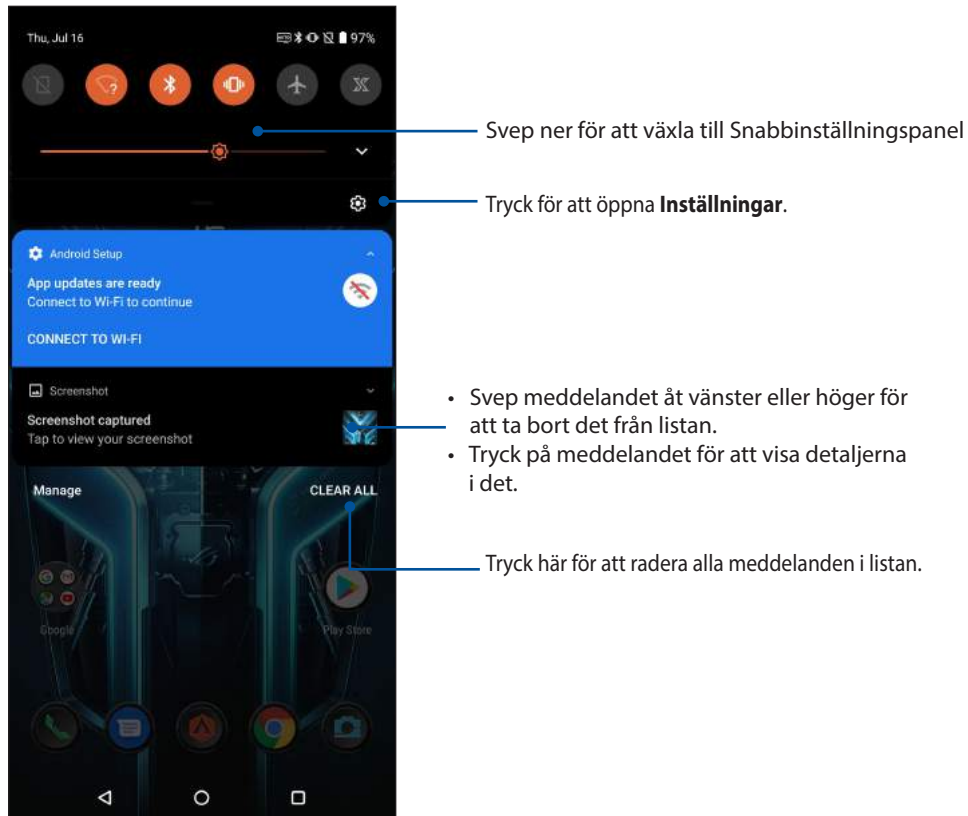 Thu, Jul 16
97%
Svep ner för att växla till Snabbinställningspanel
Tryck för att öppna Inställningar.
Android Setup
App updates are ready
Connect to Wi-Fi to continue
CONNECT TO WI-FI
Screenshot
Screenshot captured
Tap to view your screenshot
• Svep meddelandet åt vänster eller höger för
att ta bort det från listan.
• Tryck på meddelandet för att visa detaljerna
i det.
Manage
CLEAR ALL
Tryck här för att radera alla meddelanden i listan.
Google
Play Store